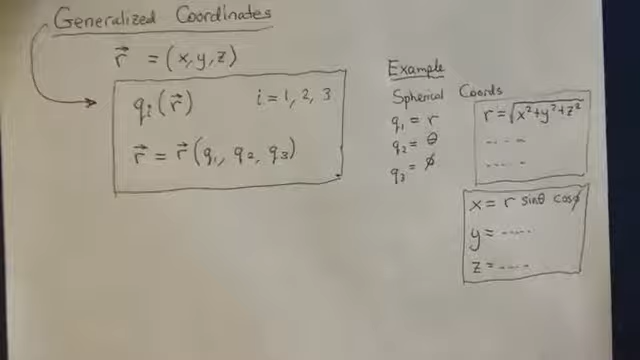 Generalized Coordinates
r⃗ = (x, y, z)
qᵢ(r⃗) i = 1, 2, 3
r⃗ = r⃗(q₁, q₂, q₃)
Example
Spherical Coords
q₁ = r
q₂ = θ
q₃ = ϕ
r = √x²+y²+z²
....
....
x = r sinθ cosϕ
y = .....
z = .....